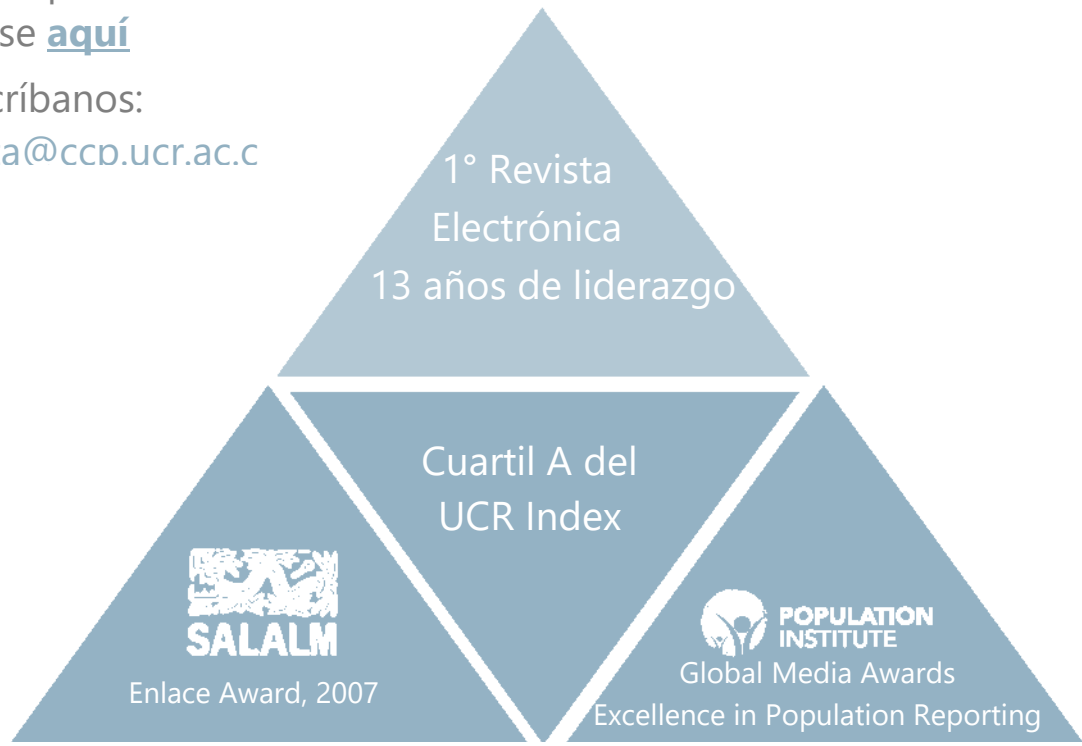 se aquí
críbanos:
a@ccp.ucr.ac.c
1° Revista
Electrónica
13 años de liderazgo
Cuartil A del
UCR Index
SALALM
Enlace Award, 2007
POPULATION
INSTITUTE
Global Media Awards
Excellence in Population Reporting